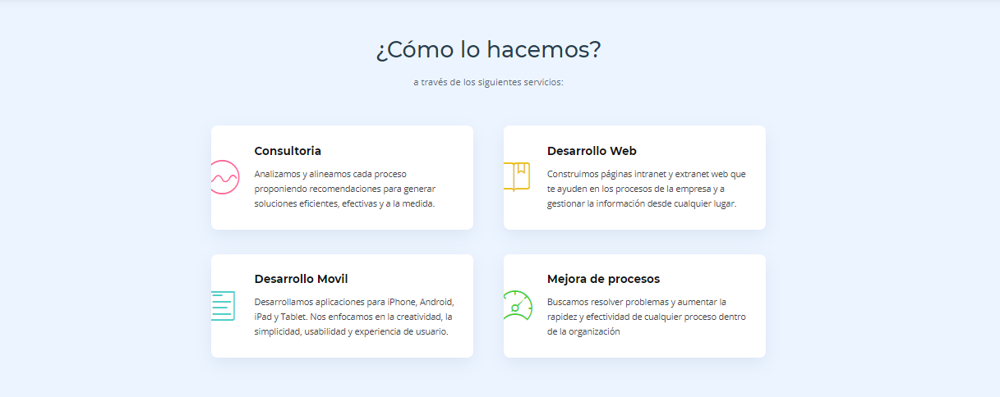 ¿Cómo lo hacemos?
a través de los siguientes servicios:
Consultoria
Analizamos y alineamos cada proceso
proponiendo recomendaciones para generar
soluciones eficientes, efectivas y a la medida.
Desarrollo Web
Construimos páginas intranet y extranet web que
te ayuden en los procesos de la empresa y a
gestionar la información desde cualquier lugar.
Desarrollo Movil
Desarrollamos aplicaciones para iPhone, Android,
iPad y Tablet. Nos enfocamos en la creatividad, la
simplicidad, usabilidad y experiencia de usuario.
Mejora de procesos
Buscamos resolver problemas y aumentar la
rapidez y efectividad de cualquier proceso dentro
de la organización